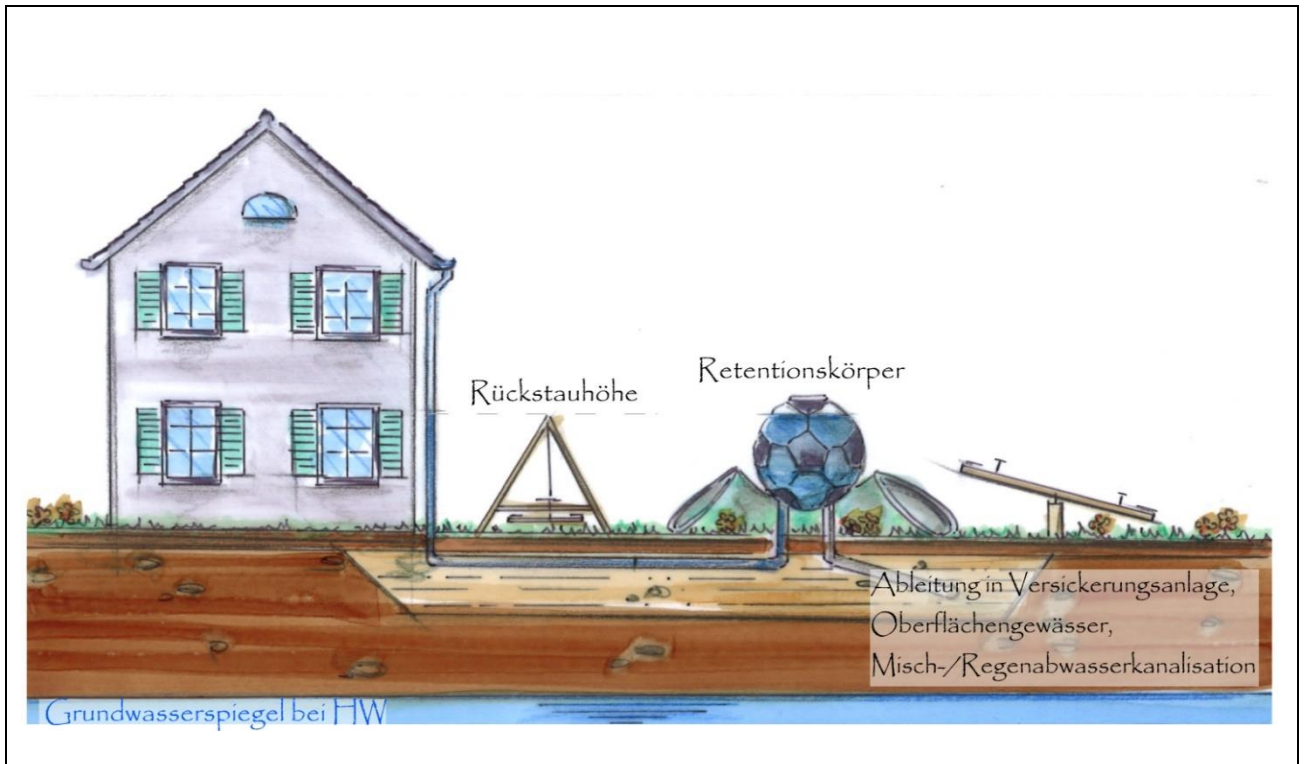 Retentionskörper
Rückstauhöhe
Ableitung in Versickerungsanlage,
Oberflächengewässer,
Misch-/Regenabwasserkanalisation
Grundwasserspiegel bei HW